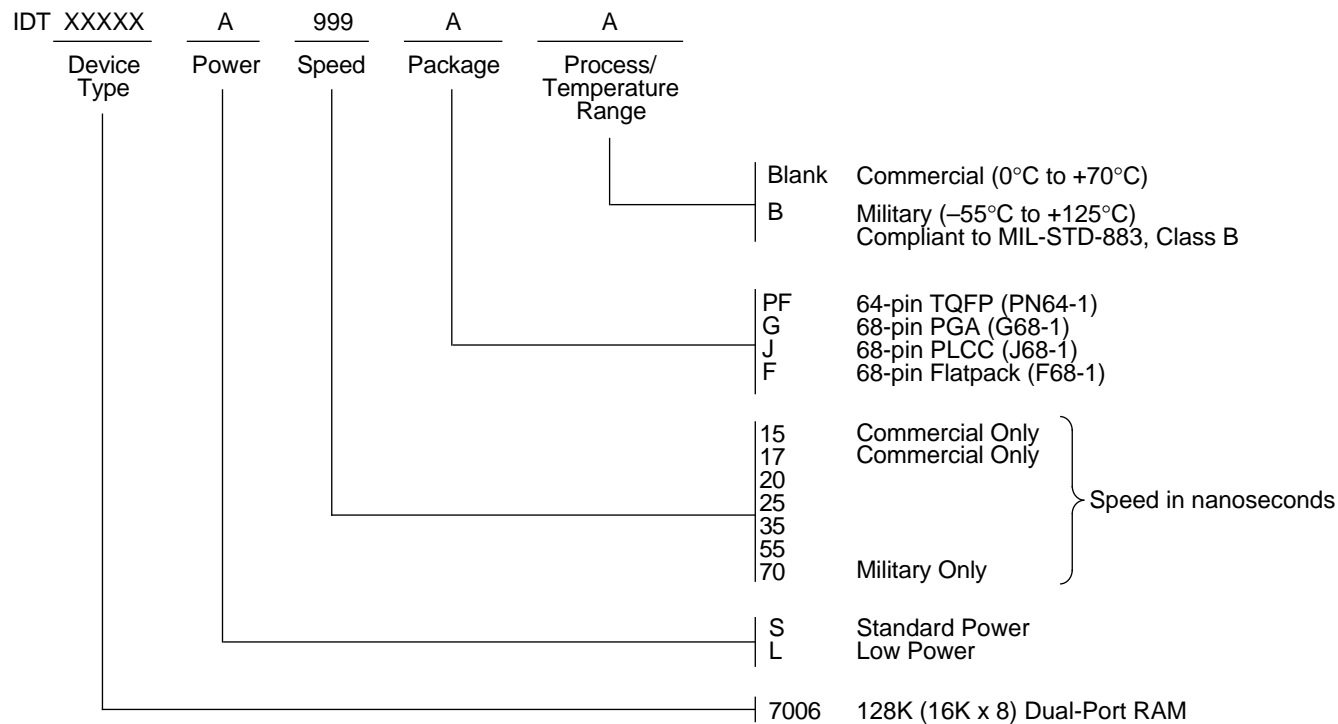 IDT XXXXX A 999 A A
Device Type Power Speed Package Process/ Temperature Range
Blank Commercial (0°C to +70°C)
B Military (–55°C to +125°C)
Compliant to MIL-STD-883, Class B
PF 64-pin TQFP (PN64-1)
G 68-pin PGA (G68-1)
J 68-pin PLCC (J68-1)
F 68-pin Flatpack (F68-1)
15 Commercial Only
17 Commercial Only
20
25
35
55
70 Military Only
Speed in nanoseconds
S Standard Power
L Low Power
7006 128K (16K x 8) Dual-Port RAM